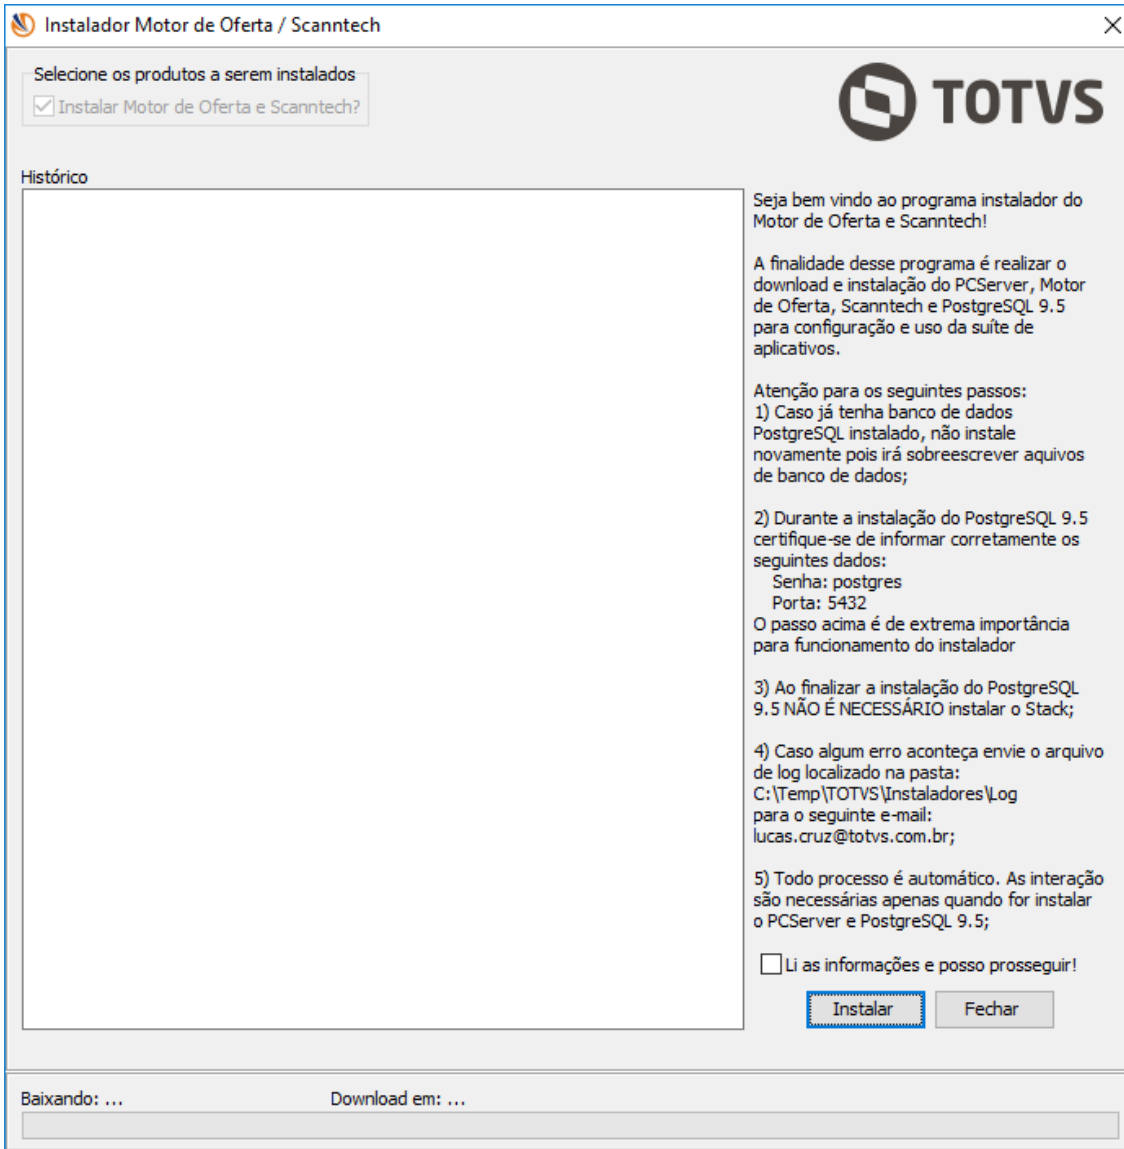 Instalador Motor de Oferta / Scanntech
Selecione os produtos a serem instalados
Instalar Motor de Oferta e Scanntech?
TOTVS
Histórico
Seja bem vindo ao programa instalador do
Motor de Oferta e Scanntech!
A finalidade desse programa é realizar o
download e instalação do PCServer, Motor
de Oferta, Scanntech e PostgreSQL 9.5
para configuração e uso da suíte de
aplicativos.
Atenção para os seguintes passos:
1) Caso já tenha banco de dados
PostgreSQL instalado, não instale
novamente pois irá sobreescrever aquivos
de banco de dados;
2) Durante a instalação do PostgreSQL 9.5
certifique-se de informar corretamente os
seguintes dados:
Senha: postgres
Porta: 5432
O passo acima é de extrema importância
para funcionamento do instalador
3) Ao finalizar a instalação do PostgreSQL
9.5 NÃO É NECESSÁRIO instalar o Stack;
4) Caso algum erro aconteça envie o arquivo
de log localizado na pasta:
C:\Temp\TOTVS\Instaladores\Log
para o seguinte e-mail:
lucas.cruz@totvs.com.br;
5) Todo processo é automático. As interação
são necessárias apenas quando for instalar
o PCServer e PostgreSQL 9.5;
Li as informações e posso prosseguir!
Instalar
Fechar
Baixando: ...
Download em: ...